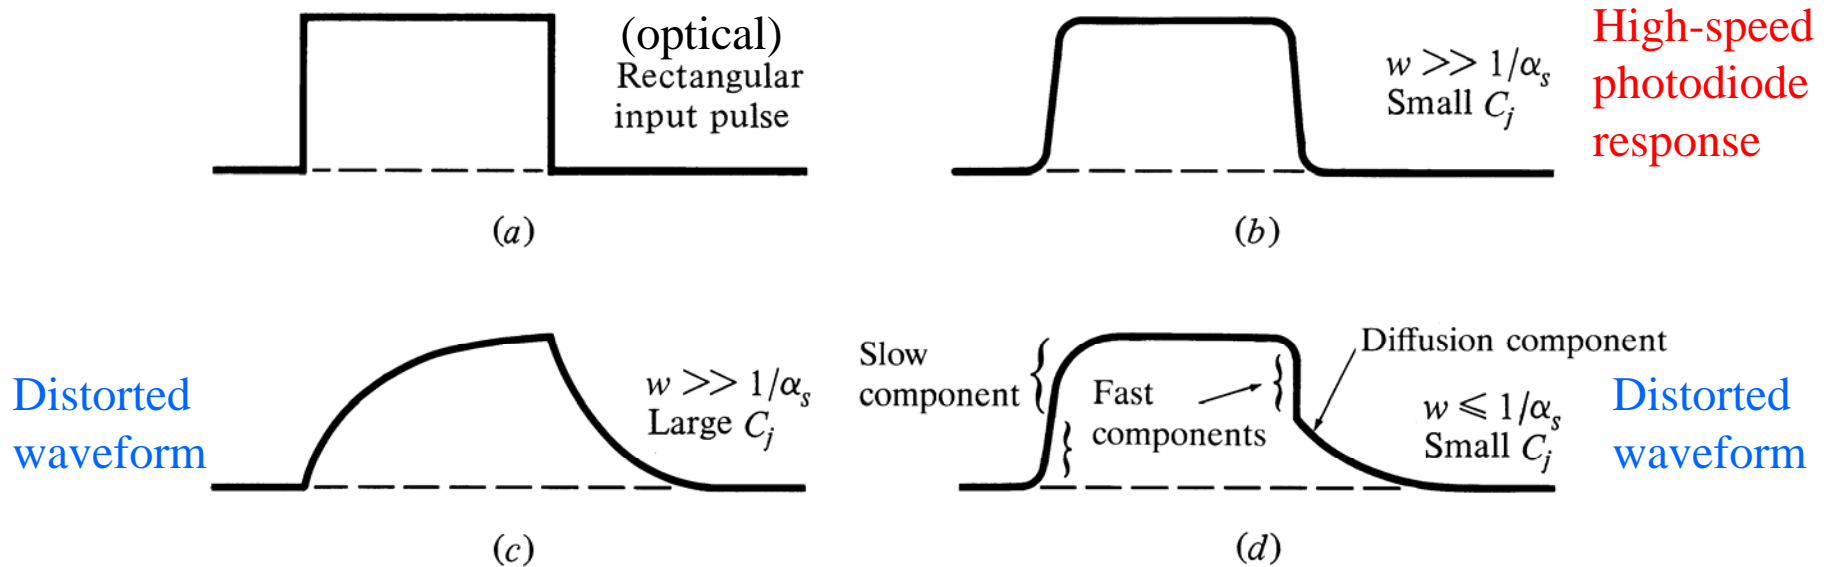 (optical)
Rectangular
input pulse
(a)
w >> 1/αₛ
Small Cⱼ
(b)
High-speed
photodiode
response
Distorted
waveform
w >> 1/αₛ
Large Cⱼ
(c)
Slow
component
Fast
components
Diffusion component
w ⩽ 1/αₛ
Small Cⱼ
(d)
Distorted
waveform